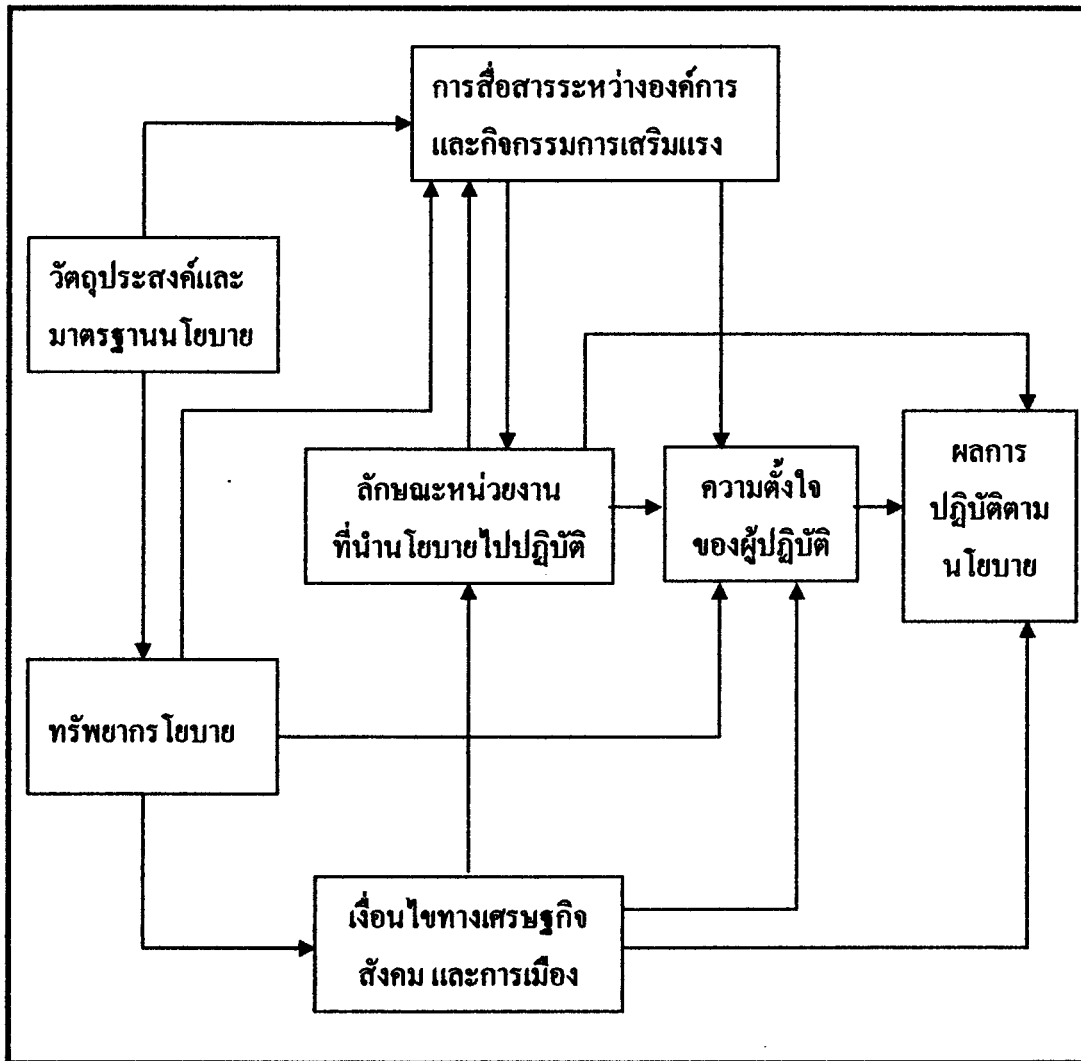 การสื่อสารระหว่างองค์การ
และกิจกรรมการเสริมแรง
วัตถุประสงค์และ
มาตรฐานนโยบาย
ลักษณะหน่วยงาน
ที่นำนโยบายไปปฏิบัติ
ความตั้งใจ
ของผู้ปฏิบัติ
ผลการ
ปฏิบัติตาม
นโยบาย
ทรัพยากรโยบาย
เงื่อนไขทางเศรษฐกิจ
สังคม และการเมือง